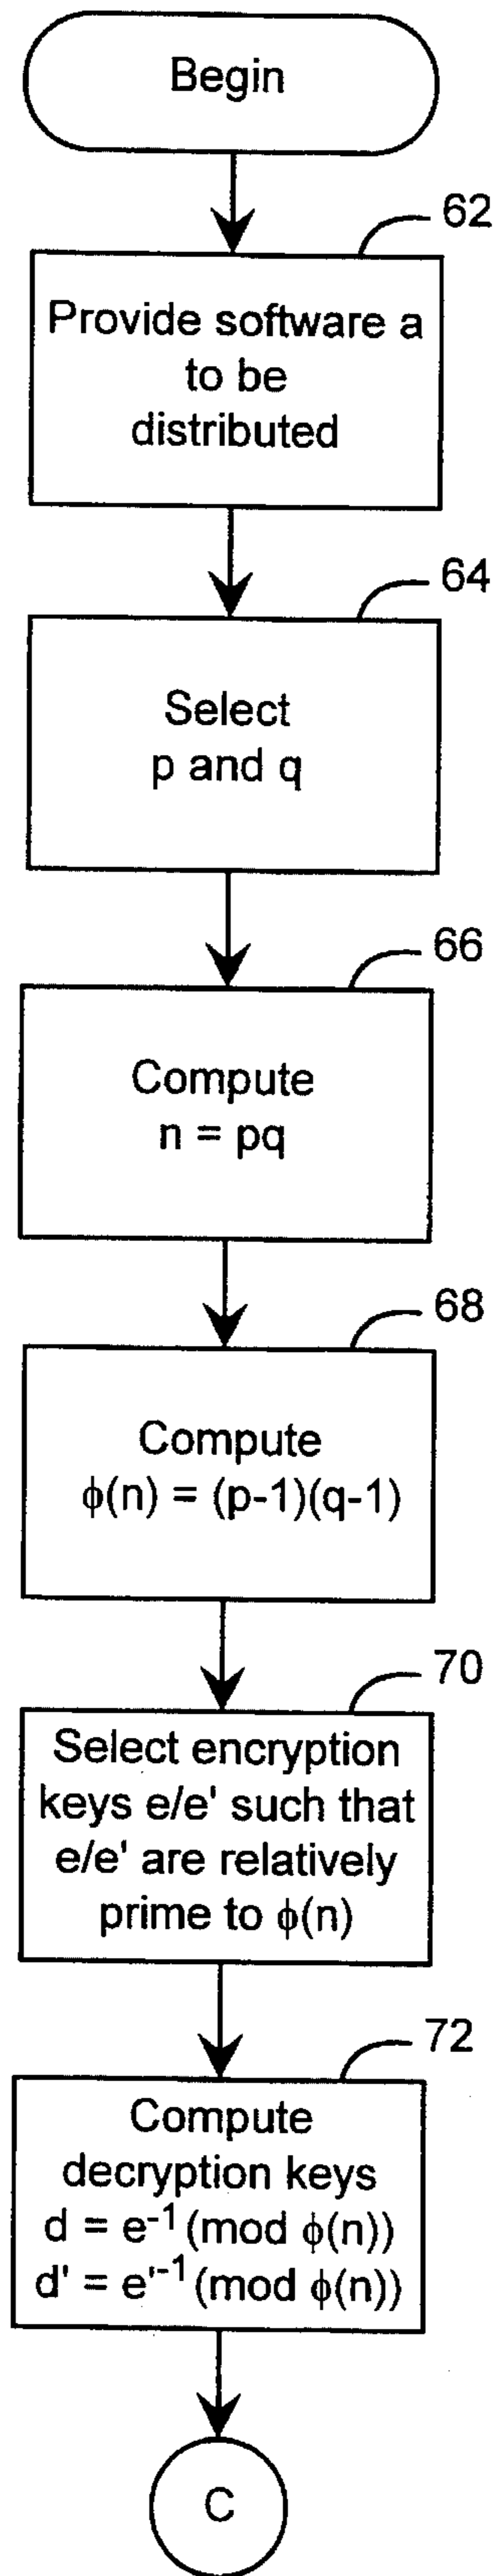 Begin
62
Provide software a
to be
distributed
64
Select
p and q
66
Compute
n = pq
68
Compute
ϕ(n) = (p-1)(q-1)
70
Select encryption
keys e/e' such that
e/e' are relatively
prime to ϕ(n)
72
Compute
decryption keys
d = e⁻¹ (mod ϕ(n))
d' = e'⁻¹ (mod ϕ(n))
C